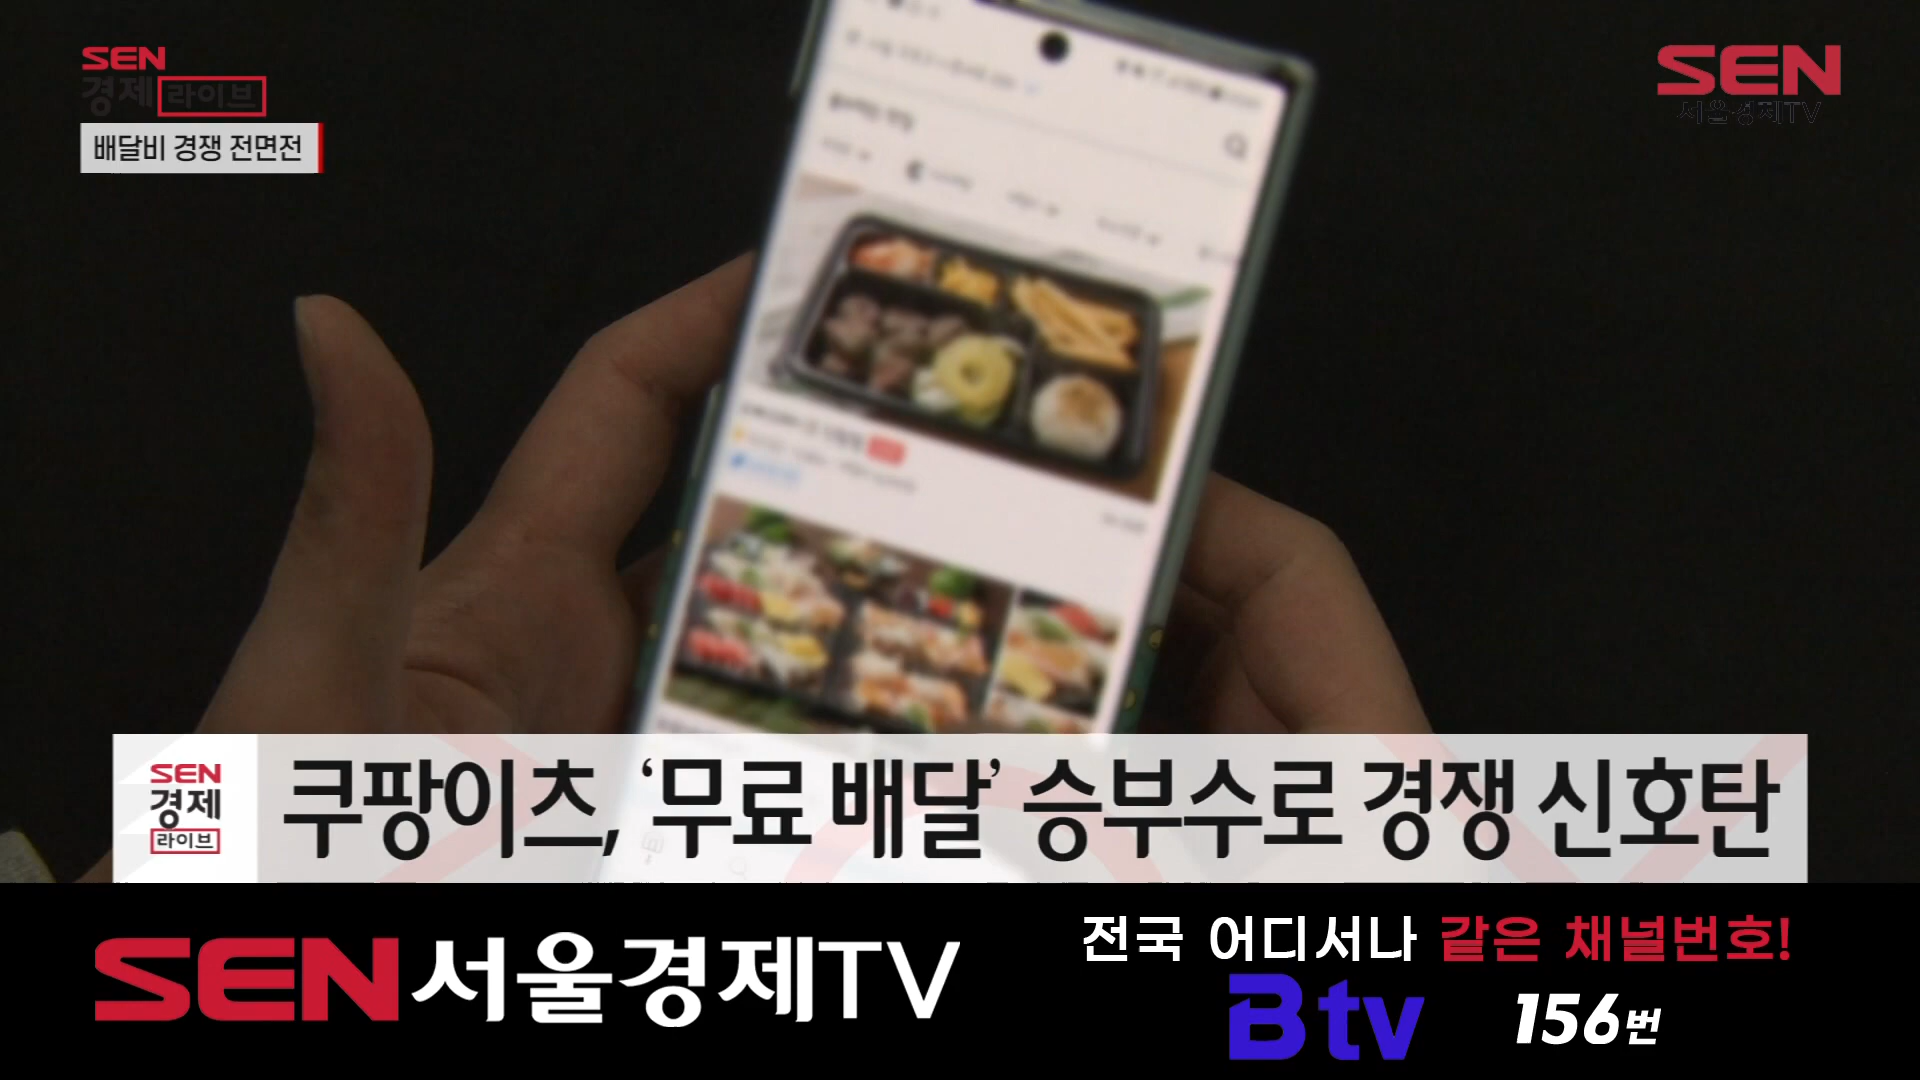 SEN
경제 라이브
배달비 경쟁 전면전
SEN
서울경제TV
SEN
경제
라이브
쿠팡이츠, ‘무료 배달’ 승부수로 경쟁 신호탄
SEN 서울경제TV
전국 어디서나 같은 채널번호!
B tv 156번